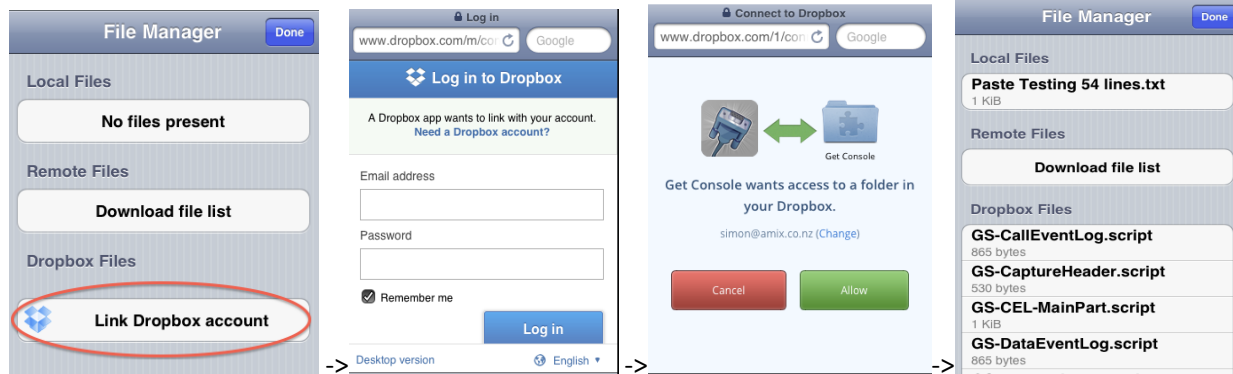 File Manager
Done
Local Files
No files present
Remote Files
Download file list
Dropbox Files
Link Dropbox account
->
Log in
www.dropbox.com/m/cor
Google
Log in to Dropbox
A Dropbox app wants to link with your account.
Need a Dropbox account?
Email address
Password
Remember me
Log in
Desktop version
English
->
Connect to Dropbox
www.dropbox.com/1/con
Google
Get Console
Get Console wants access to a folder in
your Dropbox.
simon@amix.co.nz (Change)
Cancel
Allow
->
File Manager
Done
Local Files
Paste Testing 54 lines.txt
1 KiB
Remote Files
Download file list
Dropbox Files
GS-CallEventLog.script
865 bytes
GS-CaptureHeader.script
530 bytes
GS-CEL-MainPart.script
1 KiB
GS-DataEventLog.script
865 bytes